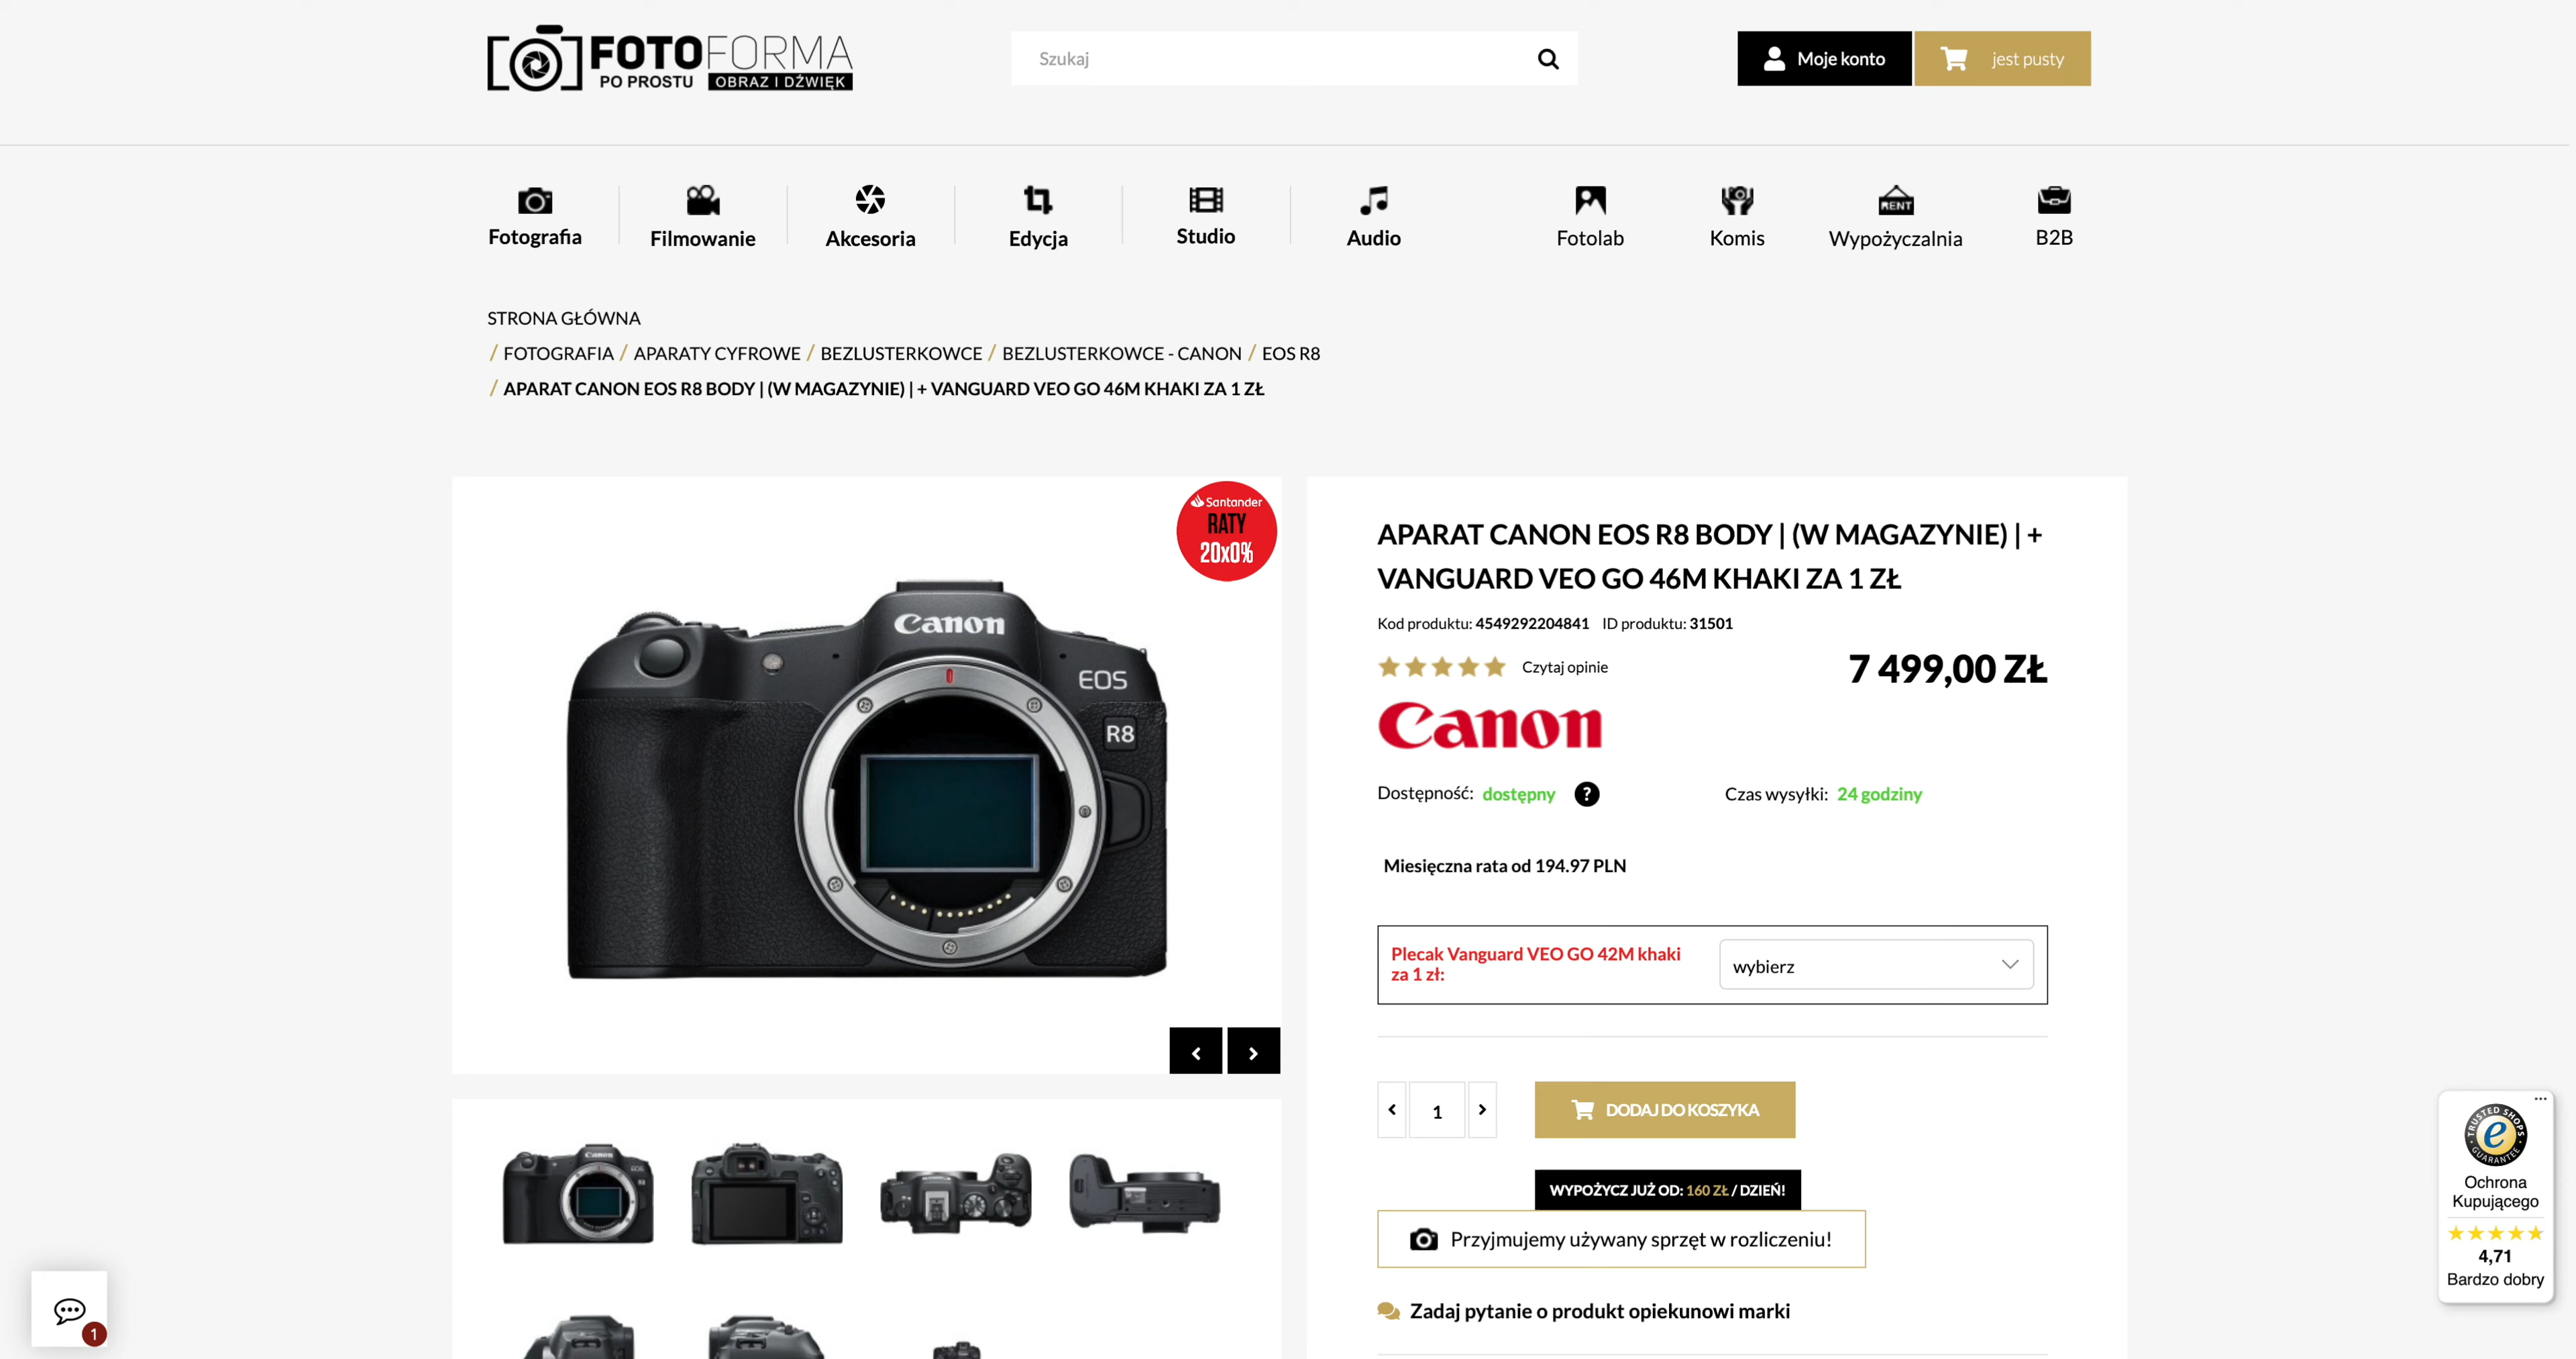 FOTOFORMA
PO PROSTU OBRAZ I DŹWIĘK
Szukaj
Moje konto
jest pusty
Fotografia
Filmowanie
Akcesoria
Edycja
Studio
Audio
Fotolab
Komis
RENT
Wypożyczalnia
B2B
STRONA GŁÓWNA
/ FOTOGRAFIA / APARATY CYFROWE / BEZLUSTERKOWCE / BEZLUSTERKOWCE - CANON / EOS R8
/ APARAT CANON EOS R8 BODY | (W MAGAZYNIE) | + VANGUARD VEO GO 46M KHAKI ZA 1 ZŁ
Santander
RATY
20x0%
Canon
EOS
R8
APARAT CANON EOS R8 BODY | (W MAGAZYNIE) | +
VANGUARD VEO GO 46M KHAKI ZA 1 ZŁ
Kod produktu: 4549292204841 ID produktu: 31501
Czytaj opinie
7 499,00 ZŁ
Canon
Dostępność: dostępny ?
Czas wysyłki: 24 godziny
Miesięczna rata od 194.97 PLN
Plecak Vanguard VEO GO 42M khaki
za 1 zł:
wybierz
1
DODAJ DO KOSZYKA
WYPOŻYCZ JUŻ OD: 160 ZŁ / DZIEŃ!
Przyjmujemy używany sprzęt w rozliczeniu!
Zadaj pytanie o produkt opiekunowi marki
Canon
1
TRUSTED SHOPS
e
GUARANTEE
Ochrona
Kupującego
4,71
Bardzo dobry